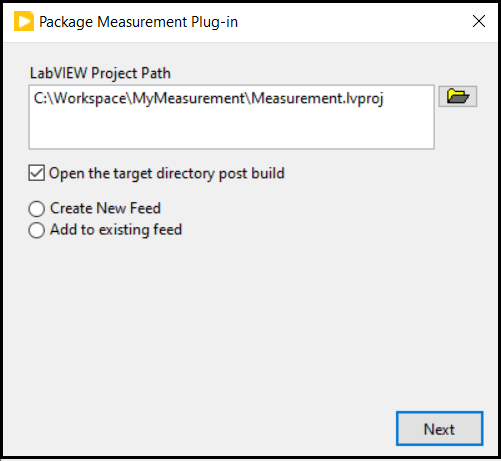 Package Measurement Plug-in
LabVIEW Project Path
C:\Workspace\MyMeasurement\Measurement.lvproj
Open the target directory post build
Create New Feed
Add to existing feed
Next